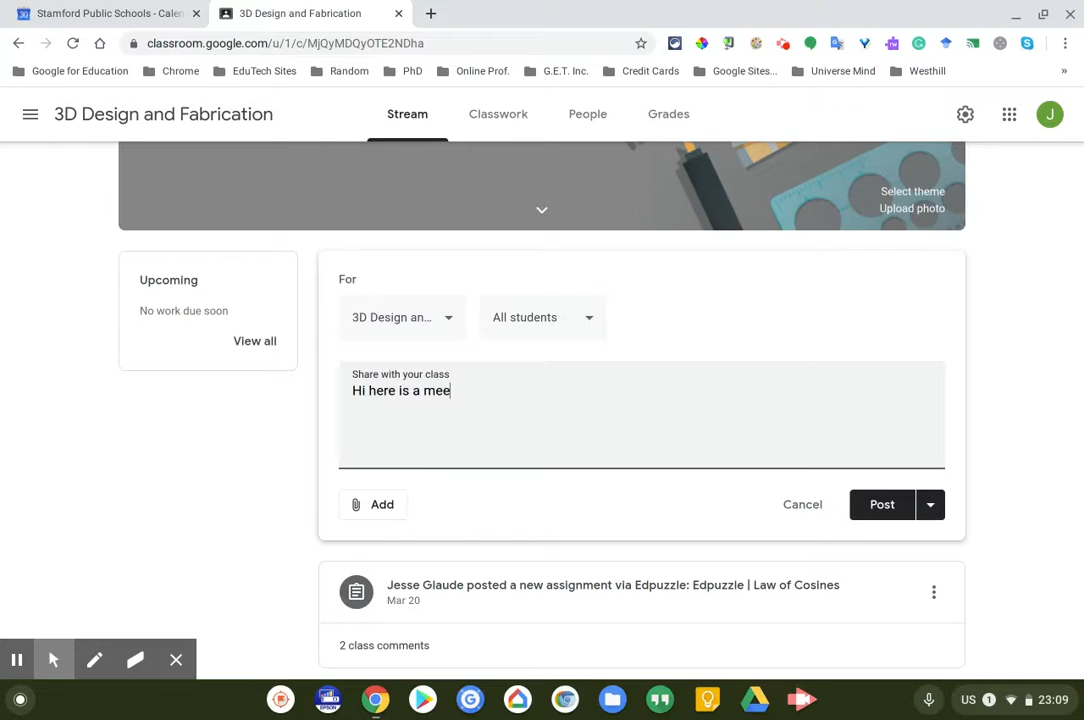 Stamford Public Schools - Calen
3D Design and Fabrication
classroom.google.com/u/1/c/MjQyMDQyOTE2NDha
Google for Education
Chrome
EduTech Sites
Random
PhD
Online Prof.
G.E.T. Inc.
Credit Cards
Google Sites...
Universe Mind
Westhill
»
3D Design and Fabrication
Stream
Classwork
People
Grades
J
Select theme
Upload photo
Upcoming
No work due soon
View all
For
3D Design an...
All students
Share with your class
Hi here is a mee
Add
Cancel
Post
Jesse Glaude posted a new assignment via Edpuzzle: Edpuzzle | Law of Cosines
Mar 20
2 class comments
US
1
23:09